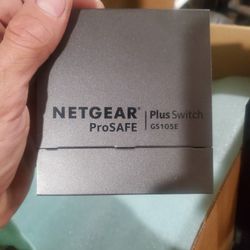 NETGEAR®
ProSAFE
Plus Switch
GS105E